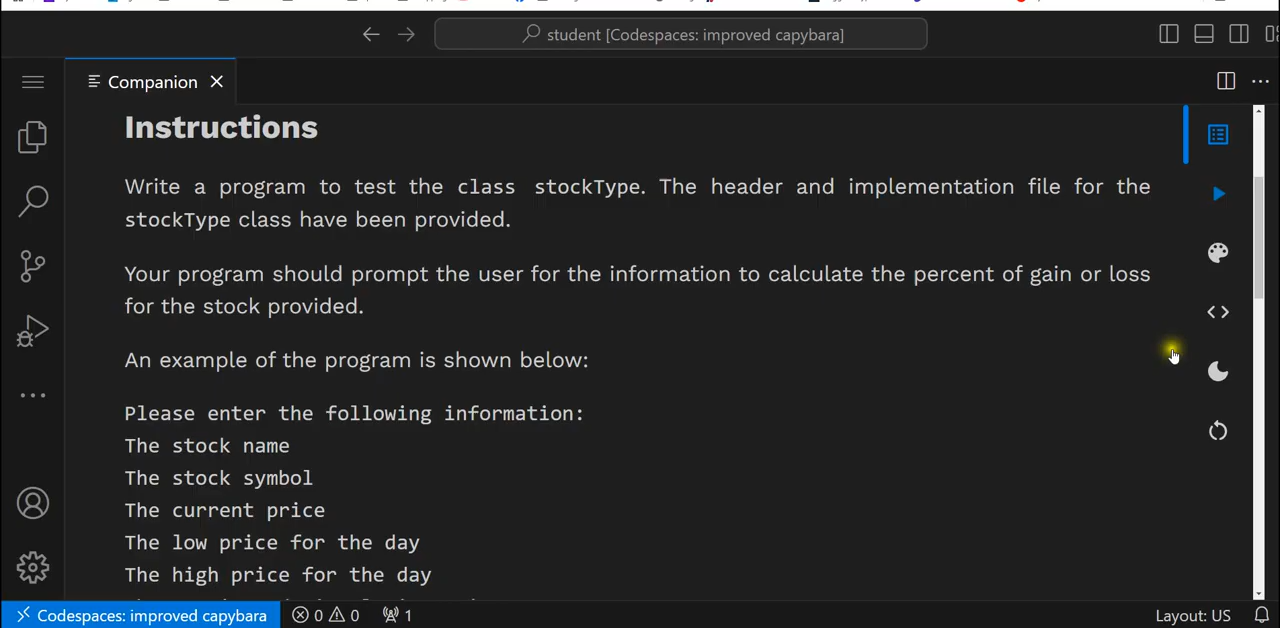 student [Codespaces: improved capybara]
Companion
Instructions
Write a program to test the class stockType. The header and implementation file for the
stockType class have been provided.
Your program should prompt the user for the information to calculate the percent of gain or loss
for the stock provided.
An example of the program is shown below:
Please enter the following information:
The stock name
The stock symbol
The current price
The low price for the day
The high price for the day
Codespaces: improved capybara 0 0 1 Layout: US